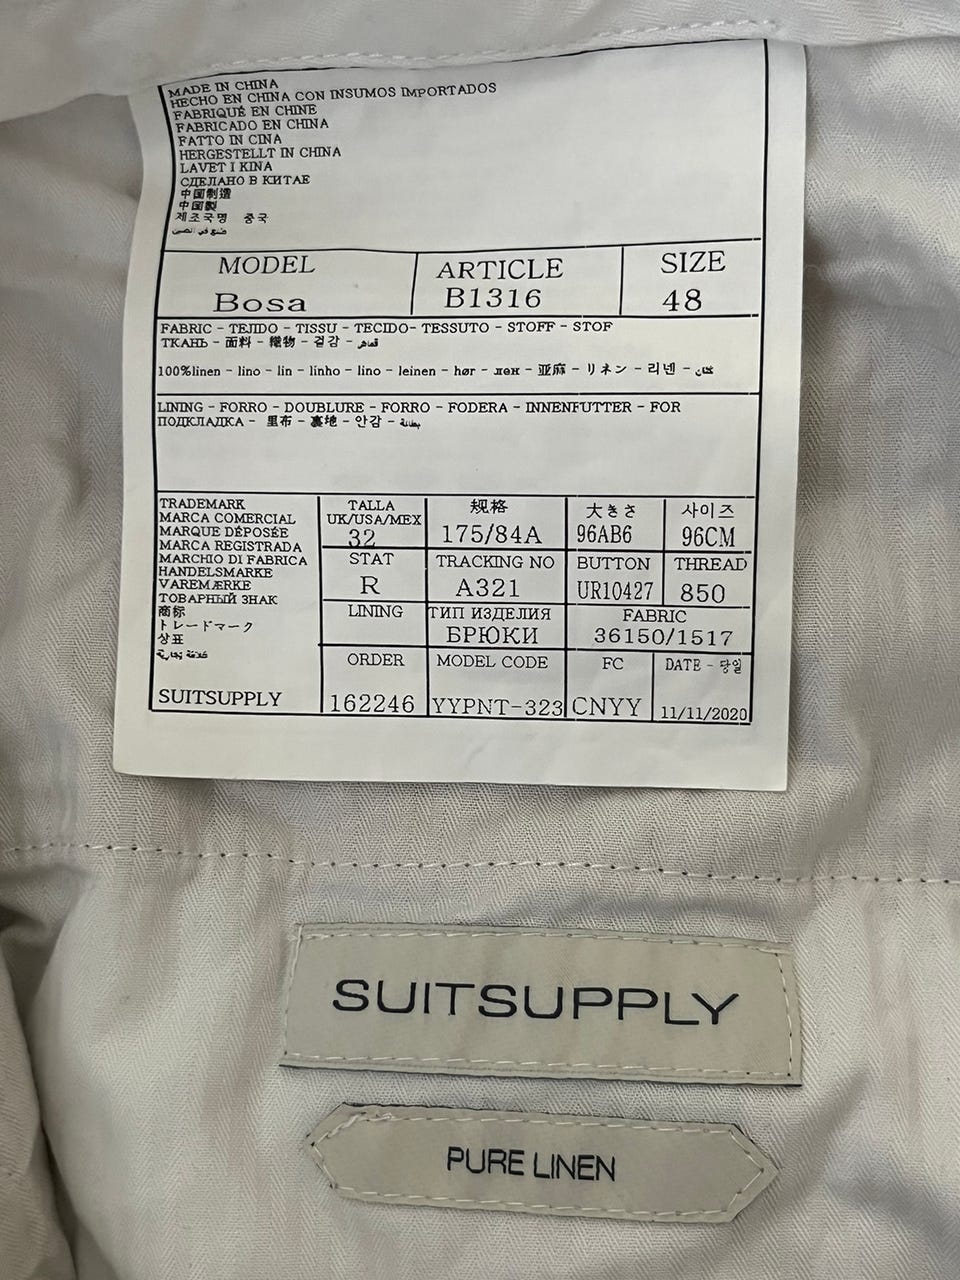 MADE IN CHINA
HECHO EN CHINA CON INSUMOS IMPORTADOS
FABRIQUÉ EN CHINE
FABRICADO EN CHINA
FATTO IN CINA
HERGESTELLT IN CHINA
LAVET I KINA
СДЕЛАНО В КИТАЕ
中国制造
中国製
제조국명 중국
صنع في الصين
MODEL ARTICLE SIZE
Bosa B1316 48
FABRIC - TEJIDO - TISSU - TECIDO- TESSUTO - STOFF - STOF
ТКАНЬ - 面料 - 織物 - 겉감 - قماش
100%linen - lino - lin - linho - lino - leinen - hør - лен - 亚麻 - リネン - 리넨 - كتان
LINING - FORRO - DOUBLURE - FORRO - FODERA - INNENFUTTER - FOR
ПОДКЛАДКА - 里布 - 裏地 - 안감 - بطانة
TRADEMARK
MARCA COMERCIAL
MARQUE DÉPOSÉE
MARCA REGISTRADA
MARCHIO DI FABRICA
HANDELSMARKE
VAREMÆRKE
ТОВАРНЫЙ ЗНАК
商标
トレードマーク
상표
علامة تجارية
SUITSUPPLY
TALLA 规格 大きさ 사이즈
UK/USA/MEX
32 175/84A 96AB6 96CM
STAT TRACKING NO BUTTON THREAD
R A321 UR10427 850
LINING ТИП ИЗДЕЛИЯ FABRIC
БРЮКИ 36150/1517
ORDER MODEL CODE FC DATE - 당일
162246 YYPNT-323 CNYY 11/11/2020
SUITSUPPLY
PURE LINEN